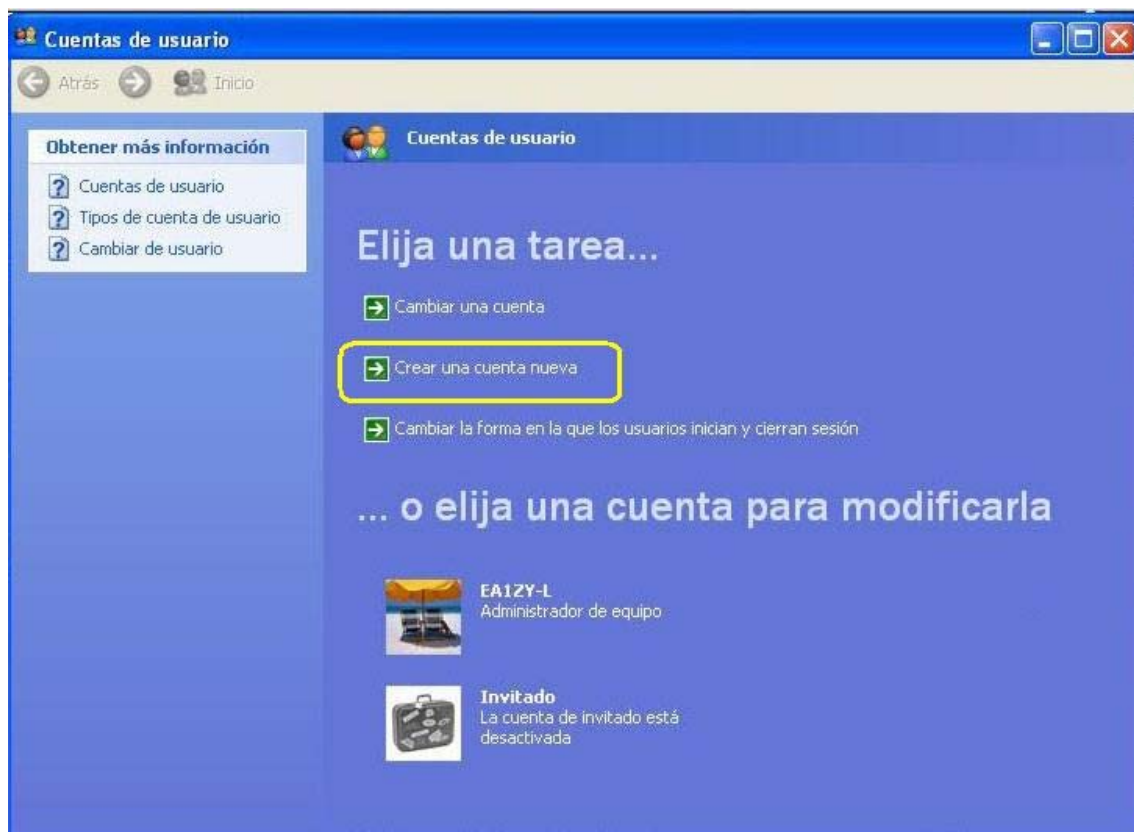 Cuentas de usuario
Atrás
Inicio
Obtener más información
Cuentas de usuario
Tipos de cuenta de usuario
Cambiar de usuario
Cuentas de usuario
Elija una tarea...
Cambiar una cuenta
Crear una cuenta nueva
Cambiar la forma en la que los usuarios inician y cierran sesión
... o elija una cuenta para modificarla
EA1ZY-L
Administrador de equipo
Invitado
La cuenta de invitado está
desactivada